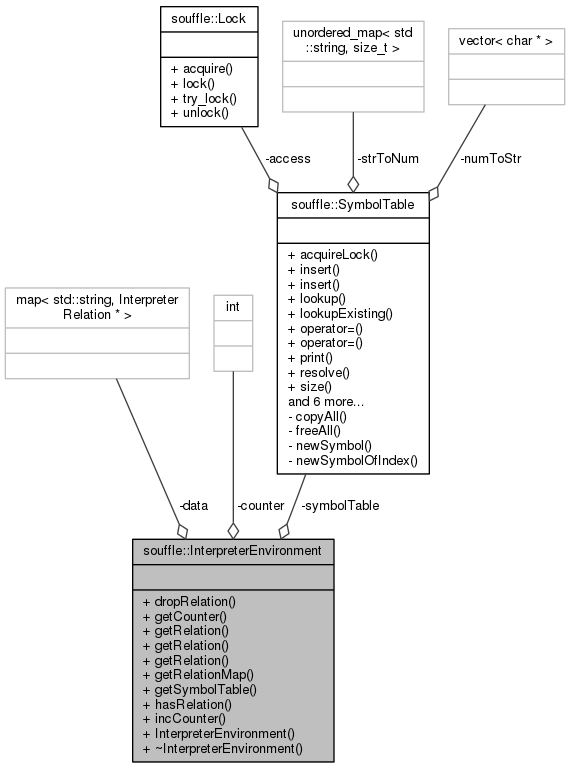 souffle::Lock
+ acquire()
+ lock()
+ try_lock()
+ unlock()
unordered_map< std
::string, size_t >
vector< char * >
-access
-strToNum
-numToStr
souffle::SymbolTable
+ acquireLock()
+ insert()
+ insert()
+ lookup()
+ lookupExisting()
+ operator=()
+ operator=()
+ print()
+ resolve()
+ size()
and 6 more...
- copyAll()
- freeAll()
- newSymbol()
- newSymbolOfIndex()
map< std::string, Interpreter
Relation * >
int
-data
-counter
-symbolTable
souffle::InterpreterEnvironment
+ dropRelation()
+ getCounter()
+ getRelation()
+ getRelation()
+ getRelation()
+ getRelationMap()
+ getSymbolTable()
+ hasRelation()
+ incCounter()
+ InterpreterEnvironment()
+ ~InterpreterEnvironment()